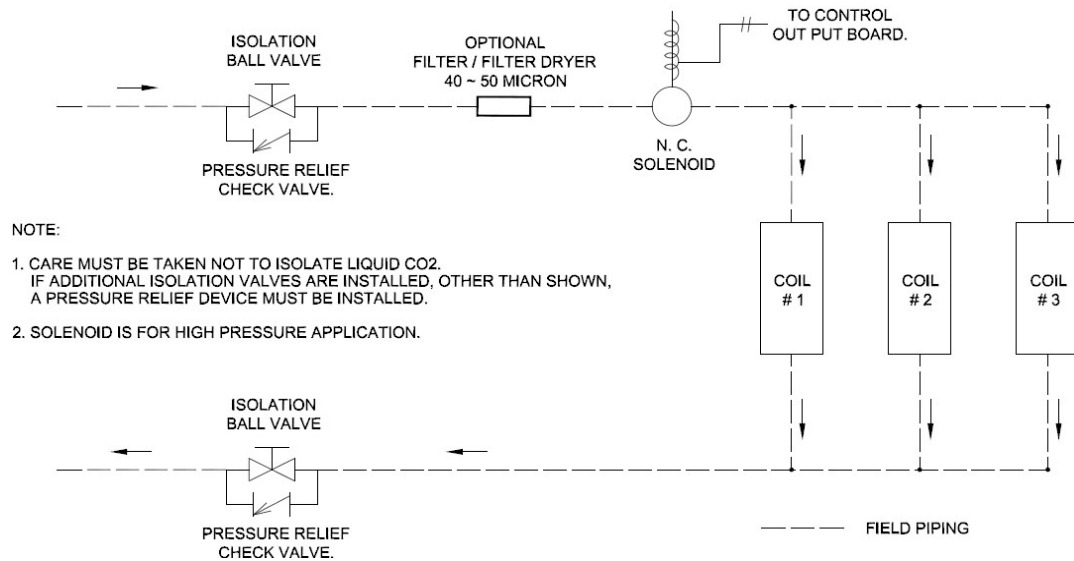 ISOLATION
BALL VALVE
OPTIONAL
FILTER / FILTER DRYER
40 ~ 50 MICRON
TO CONTROL
OUT PUT BOARD.
PRESSURE RELIEF
CHECK VALVE.
N. C.
SOLENOID
NOTE:
1. CARE MUST BE TAKEN NOT TO ISOLATE LIQUID CO2.
IF ADDITIONAL ISOLATION VALVES ARE INSTALLED, OTHER THAN SHOWN,
A PRESSURE RELIEF DEVICE MUST BE INSTALLED.
2. SOLENOID IS FOR HIGH PRESSURE APPLICATION.
COIL
# 1
COIL
# 2
COIL
# 3
ISOLATION
BALL VALVE
PRESSURE RELIEF
CHECK VALVE.
FIELD PIPING